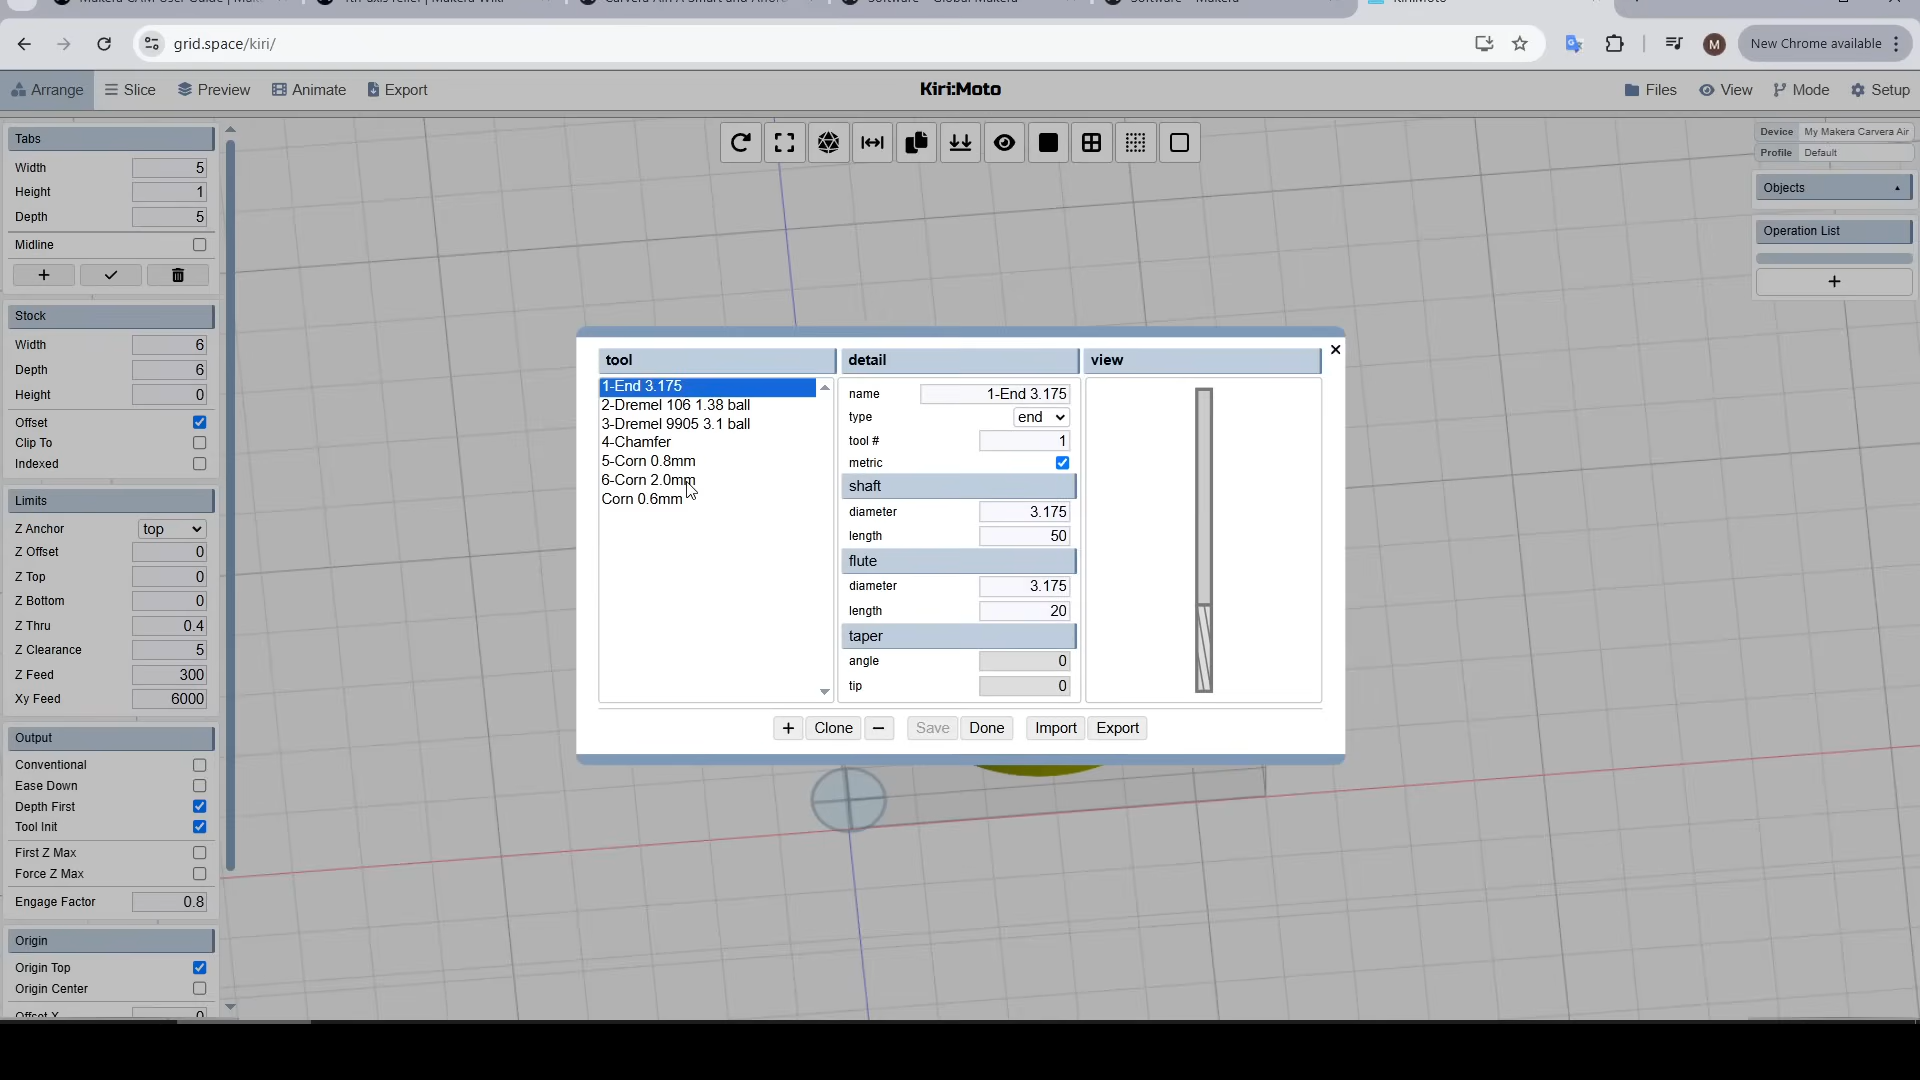 grid.space/kiri/
New Chrome available
M
Arrange
Slice
Preview
Animate
Export
Kiri:Moto
Files
View
Mode
Setup
Tabs
Width 5
Height 1
Depth 5
Midline
Stock
Width 6
Depth 6
Height 0
Offset
Clip To
Indexed
Limits
Z Anchor top
Z Offset 0
Z Top 0
Z Bottom 0
Z Thru 0.4
Z Clearance 5
Z Feed 300
Xy Feed 6000
Output
Conventional
Ease Down
Depth First
Tool Init
First Z Max
Force Z Max
Engage Factor 0.8
Origin
Origin Top
Origin Center
Offset X 0
tool
1-End 3.175
2-Dremel 106 1.38 ball
3-Dremel 9905 3.1 ball
4-Chamfer
5-Corn 0.8mm
6-Corn 2.0mm
Corn 0.6mm
detail
name 1-End 3.175
type end
tool # 1
metric
shaft
diameter 3.175
length 50
flute
diameter 3.175
length 20
taper
angle 0
tip 0
view
+ Clone − Save Done Import Export
Device My Makera Carvera Air
Profile Default
Objects
Operation List
+